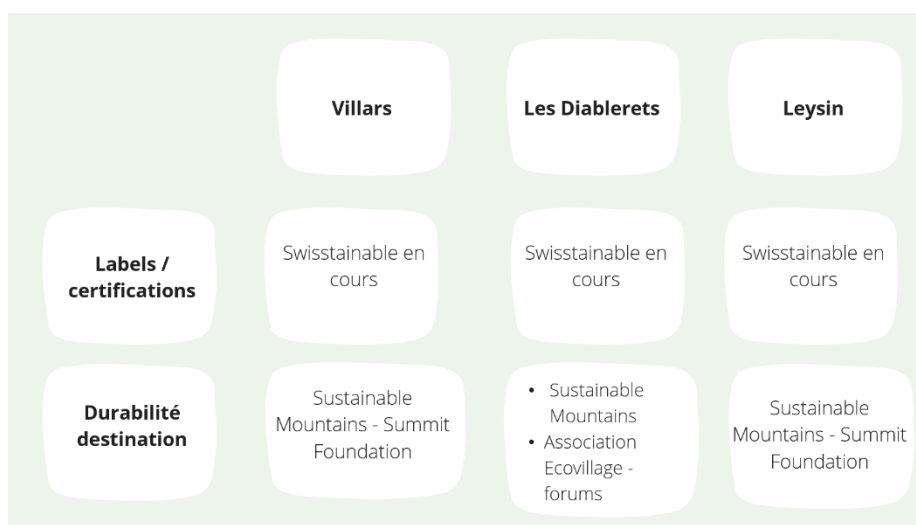 Villars
Les Diablerets
Leysin
Labels /
certifications
Swisstainable en
cours
Swisstainable en
cours
Swisstainable en
cours
Durabilité
destination
Sustainable
Mountains - Summit
Foundation
• Sustainable
Mountains
• Association
Ecovillage -
forums
Sustainable
Mountains - Summit
Foundation